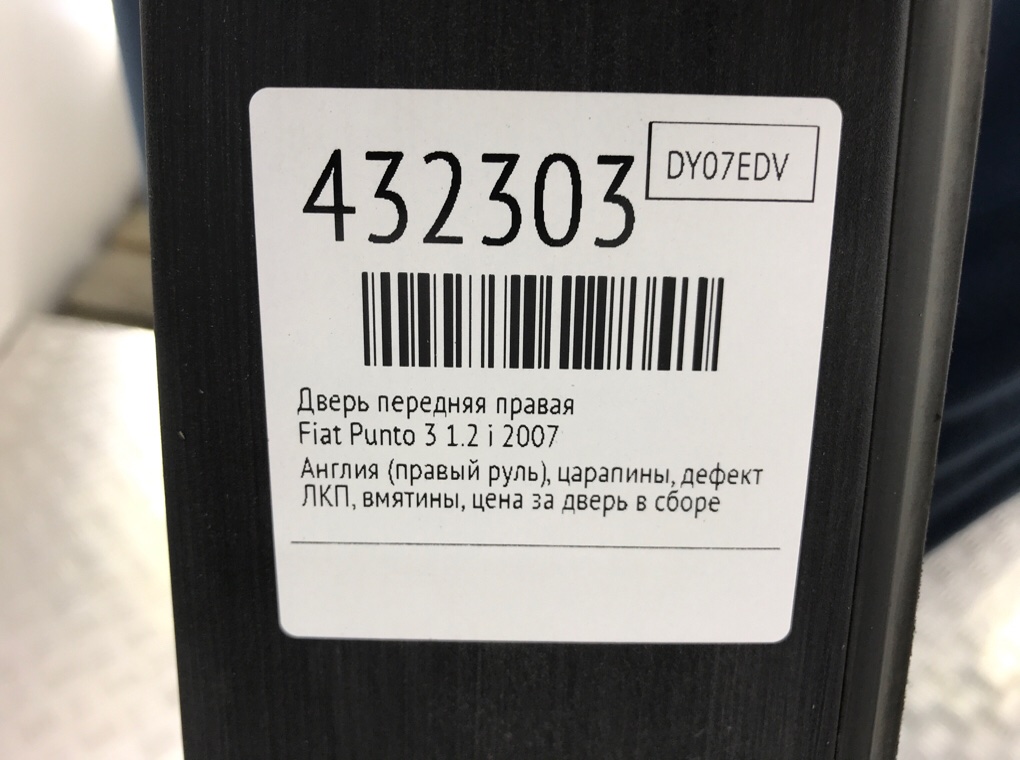 432303
DY07EDV
Дверь передняя правая
Fiat Punto 3 1.2 i 2007
Англия (правый руль), царапины, дефект
ЛКП, вмятины, цена за дверь в сборе